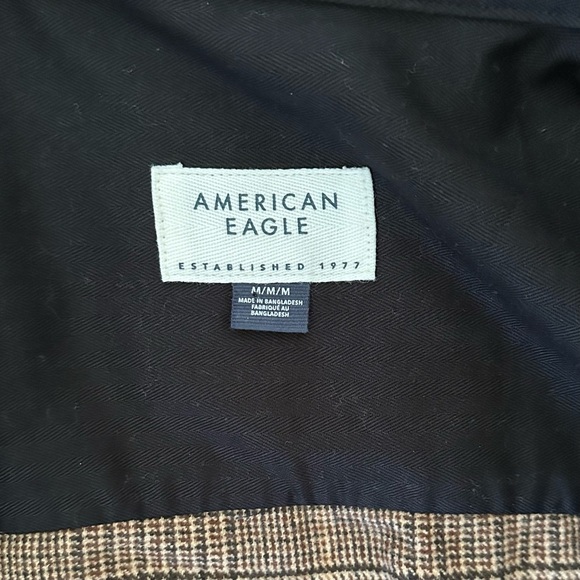 AMERICAN
EAGLE
ESTABLISHED 1977
M/M/M
MADE IN BANGLADESH
FABRIQUÉ AU
BANGLADESH